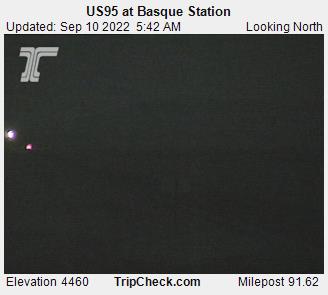 US95 at Basque Station
Updated: Sep 10 2022 5:42 AM Looking North
Elevation 4460 TripCheck.com Milepost 91.62